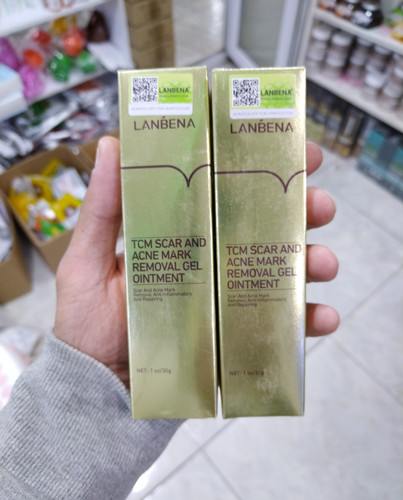 LANBENA
LANBENA
TCM SCAR AND
ACNE MARK
REMOVAL GEL
OINTMENT
Scar And Acne Mark
Removal, Anti-Inflammatory,
Anti Repairing
NET: 1 oz/30g
LANBENA
LANBENA
TCM SCAR AND
ACNE MARK
REMOVAL GEL
OINTMENT
Scar And Acne Mark
Removal, Anti-Inflammatory,
Anti Repairing
NET: 1 oz/30g